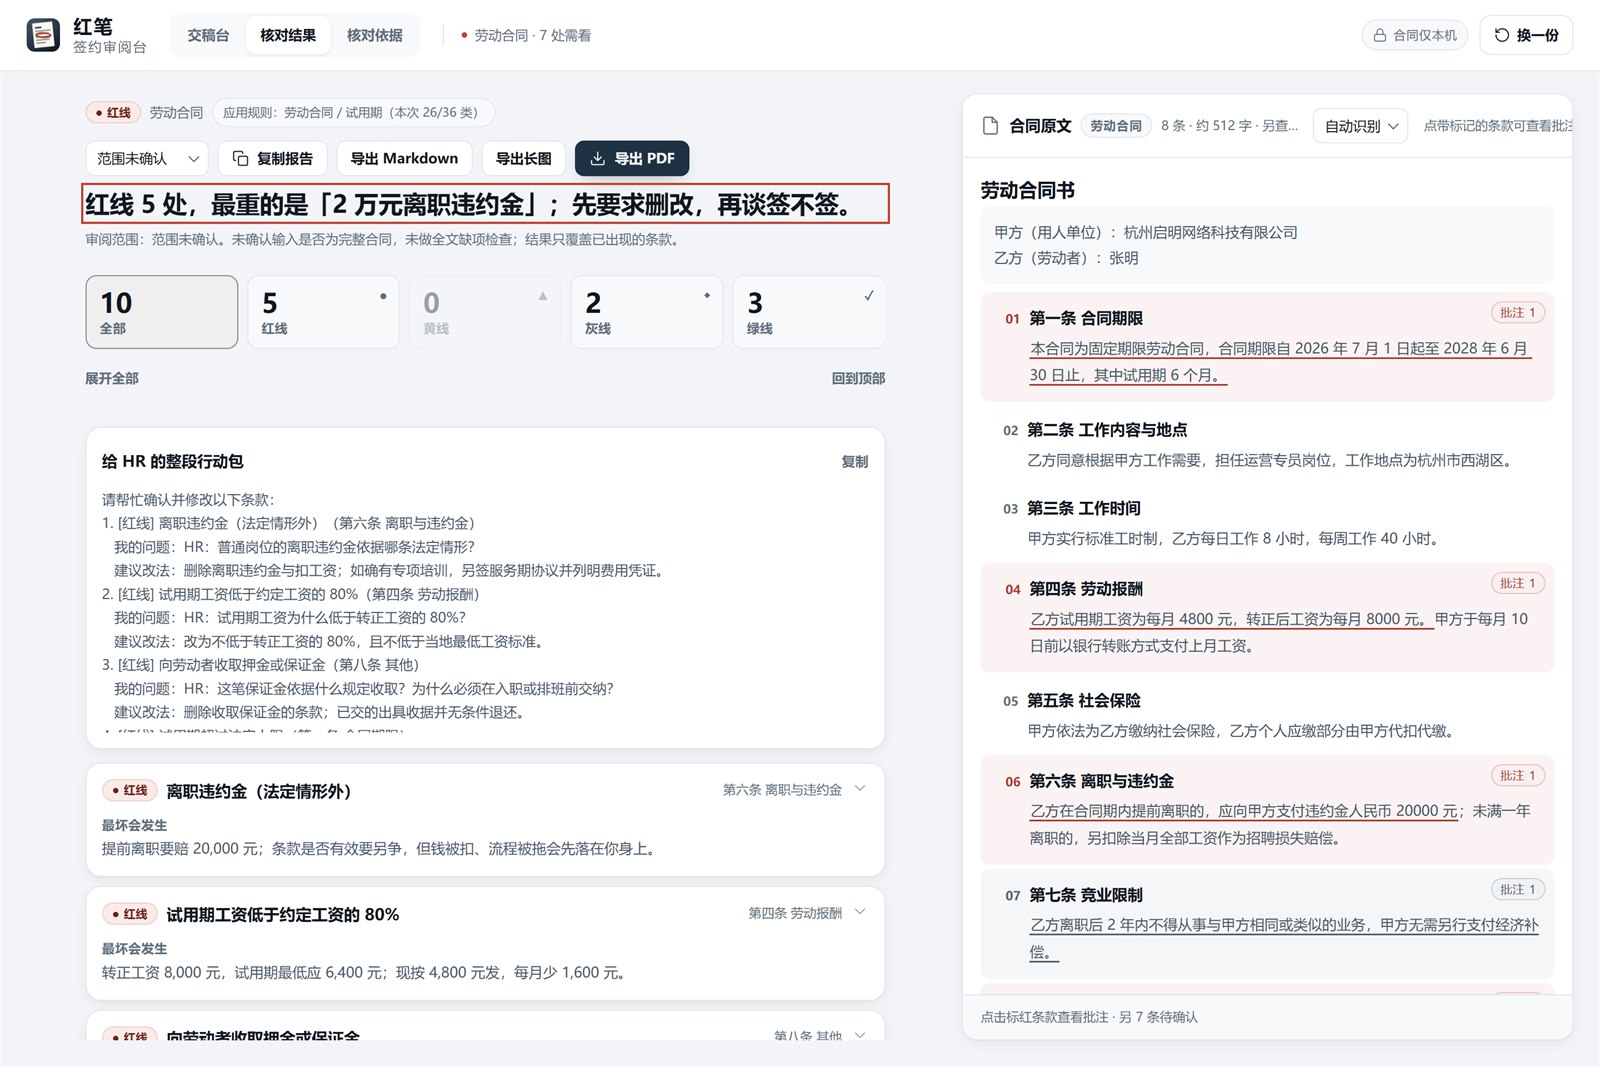 红笔
签约审阅台
交稿台
核对结果
核对依据
劳动合同 · 7 处需看
合同仅本机
换一份
红线
劳动合同
应用规则：劳动合同 / 试用期（本次 26/36 类）
范围未确认
复制报告
导出 Markdown
导出长图
导出 PDF
红线 5 处，最重的是「2 万元离职违约金」；先要求删改，再谈签不签。
审阅范围：范围未确认。未确认输入是否为完整合同，未做全文缺项检查；结果只覆盖已出现的条款。
10
全部
5
红线
0
黄线
2
灰线
3
绿线
展开全部
回到顶部
给 HR 的整段行动包
复制
请帮忙确认并修改以下条款：
1. [红线] 离职违约金（法定情形外）（第六条 离职与违约金）
我的问题：HR：普通岗位的离职违约金依据哪条法定情形？
建议改法：删除离职违约金与扣工资；如确有专项培训，另签服务期协议并列明费用凭证。
2. [红线] 试用期工资低于约定工资的 80%（第四条 劳动报酬）
我的问题：HR：试用期工资为什么低于转正工资的 80%？
建议改法：改为不低于转正工资的 80%，且不低于当地最低工资标准。
3. [红线] 向劳动者收取押金或保证金（第八条 其他）
我的问题：HR：这笔保证金依据什么规定收取？为什么必须在入职或排班前交纳？
建议改法：删除收取保证金的条款；已交的出具收据并无条件退还。
红线
离职违约金（法定情形外）
第六条 离职与违约金
最坏会发生
提前离职要赔 20,000 元；条款是否有效要另争，但钱被扣、流程被拖会先落在你身上。
红线
试用期工资低于约定工资的 80%
第四条 劳动报酬
最坏会发生
转正工资 8,000 元，试用期最低应 6,400 元；现按 4,800 元发，每月少 1,600 元。
红线
向劳动者收取押金或保证金
第八条 其他
合同原文
劳动合同
8 条 · 约 512 字 · 另查...
自动识别
点带标记的条款可查看批注
劳动合同书
甲方（用人单位）：杭州启明网络科技有限公司
乙方（劳动者）：张明
01 第一条 合同期限
批注 1
本合同为固定期限劳动合同，合同期限自 2026 年 7 月 1 日起至 2028 年 6 月
30 日止，其中试用期 6 个月。
02 第二条 工作内容与地点
乙方同意根据甲方工作需要，担任运营专员岗位，工作地点为杭州市西湖区。
03 第三条 工作时间
甲方实行标准工时制，乙方每日工作 8 小时，每周工作 40 小时。
04 第四条 劳动报酬
批注 1
乙方试用期工资为每月 4800 元，转正后工资为每月 8000 元。甲方于每月 10
日前以银行转账方式支付上月工资。
05 第五条 社会保险
甲方依法为乙方缴纳社会保险，乙方个人应缴部分由甲方代扣代缴。
06 第六条 离职与违约金
批注 1
乙方在合同期内提前离职的，应向甲方支付违约金人民币 20000 元；未满一年
离职的，另扣除当月全部工资作为招聘损失赔偿。
07 第七条 竞业限制
批注 1
乙方离职后 2 年内不得从事与甲方相同或类似的业务，甲方无需另行支付经济补
偿。
点击标红条款查看批注 · 另 7 条待确认